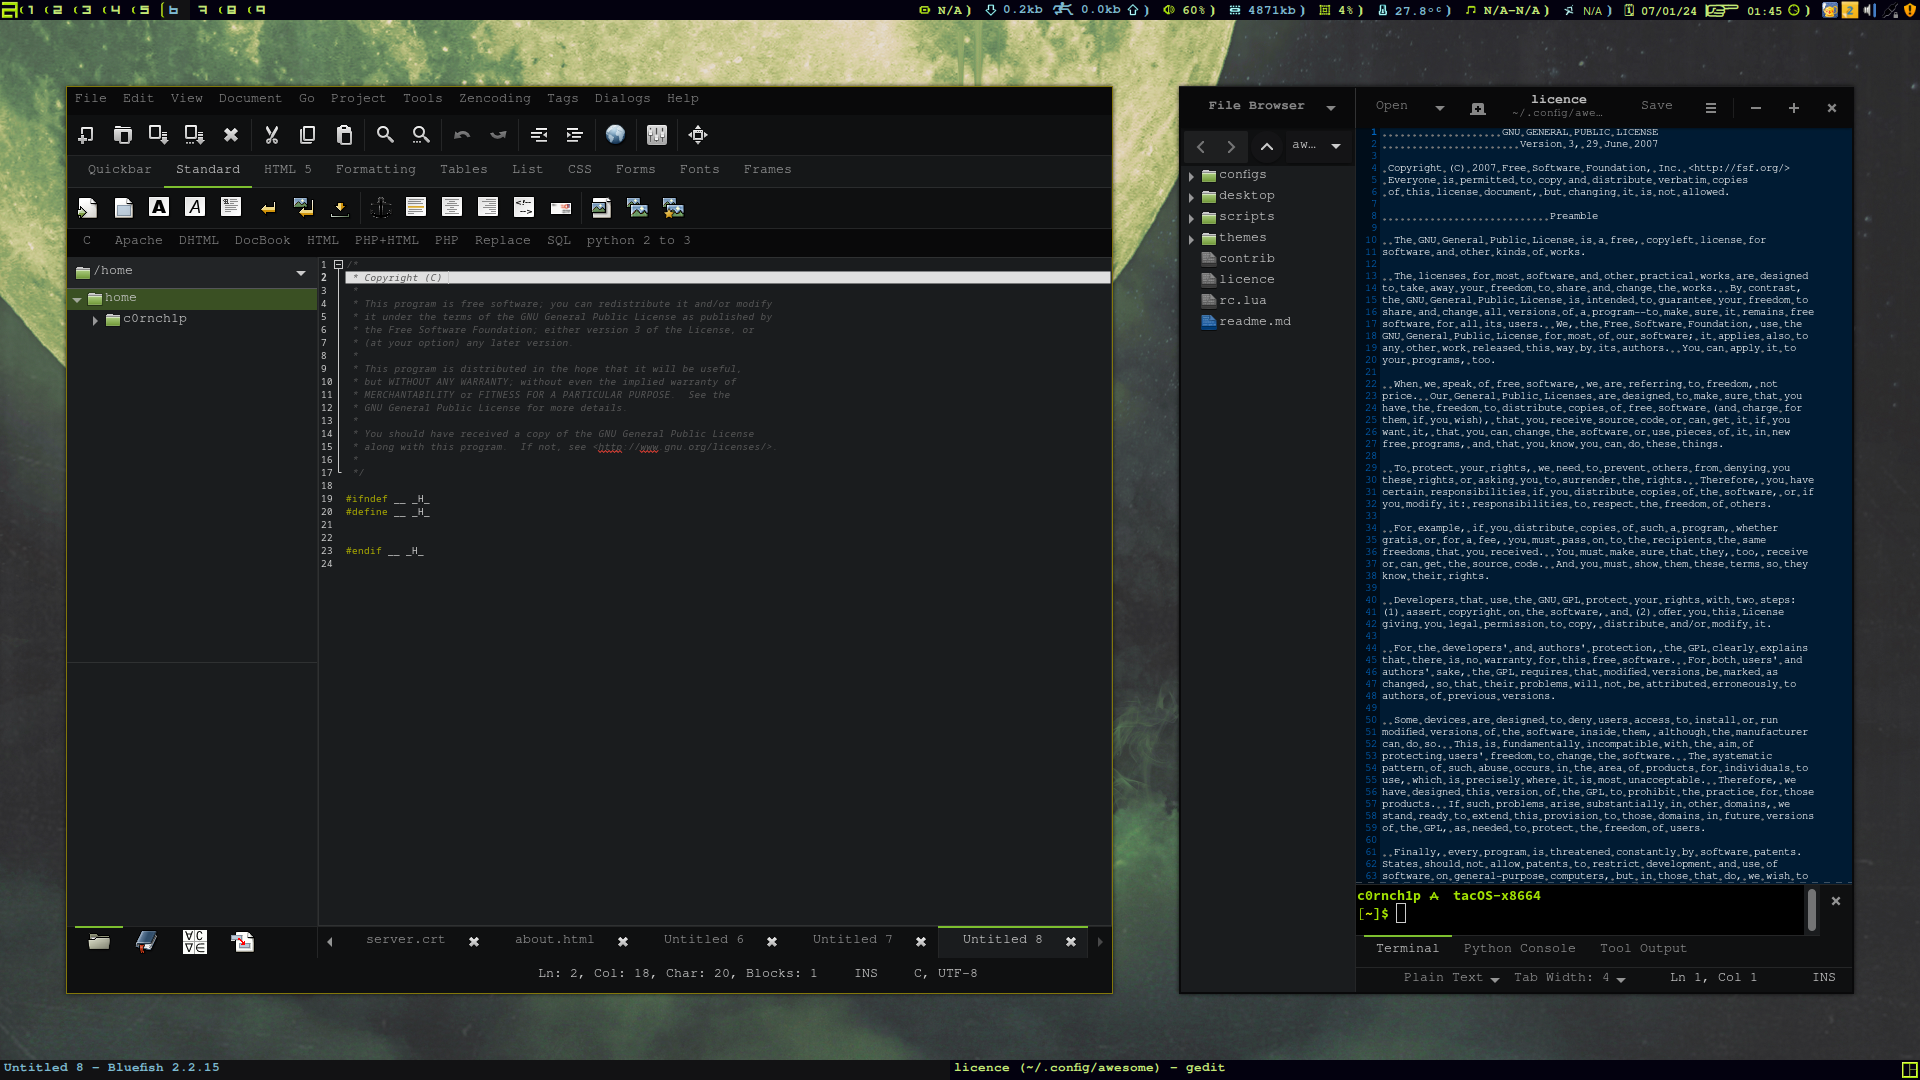 1 2 3 4 5 6 7 8 9
N/A ) 0.2kb 0.0kb ) 60% ) 4871kb ) 4% ) 27.8°C ) N/A-N/A ) N/A ) 07/01/24 01:45 )
File Edit View Document Go Project Tools Zencoding Tags Dialogs Help
Quickbar Standard HTML 5 Formatting Tables List CSS Forms Fonts Frames
C Apache DHTML DocBook HTML PHP+HTML PHP Replace SQL python 2 to 3
/home
home
c0rnch1p
1 /*
2 * Copyright (C)
3 *
4 * This program is free software; you can redistribute it and/or modify
5 * it under the terms of the GNU General Public License as published by
6 * the Free Software Foundation; either version 3 of the License, or
7 * (at your option) any later version.
8 *
9 * This program is distributed in the hope that it will be useful,
10 * but WITHOUT ANY WARRANTY; without even the implied warranty of
11 * MERCHANTABILITY or FITNESS FOR A PARTICULAR PURPOSE.  See the
12 * GNU General Public License for more details.
13 *
14 * You should have received a copy of the GNU General Public License
15 * along with this program.  If not, see <http://www.gnu.org/licenses/>.
16 *
17 */
18
19 #ifndef __ _H_
20 #define __ _H_
21
22
23 #endif __ _H_
24
server.crt about.html Untitled 6 Untitled 7 Untitled 8
Ln: 2, Col: 18, Char: 20, Blocks: 1 INS C, UTF-8
File Browser
aw...
configs
desktop
scripts
themes
contrib
licence
rc.lua
readme.md
Open licence Save
~/.config/awe...
1 ....................GNU.GENERAL.PUBLIC.LICENSE
2 .......................Version.3,.29.June.2007
3
4 .Copyright.(C).2007.Free.Software.Foundation,.Inc..<http://fsf.org/>
5 .Everyone.is.permitted.to.copy.and.distribute.verbatim.copies
6 .of.this.license.document,.but.changing.it.is.not.allowed.
7
8 ............................Preamble
9
10 ..The.GNU.General.Public.License.is.a.free,.copyleft.license.for
11 software.and.other.kinds.of.works.
12
13 ..The.licenses.for.most.software.and.other.practical.works.are.designed
14 to.take.away.your.freedom.to.share.and.change.the.works...By.contrast,
15 the.GNU.General.Public.License.is.intended.to.guarantee.your.freedom.to
16 share.and.change.all.versions.of.a.program--to.make.sure.it.remains.free
17 software.for.all.its.users...We,.the.Free.Software.Foundation,.use.the
18 GNU.General.Public.License.for.most.of.our.software;.it.applies.also.to
19 any.other.work.released.this.way.by.its.authors...You.can.apply.it.to
20 your.programs,.too.
21
22 ..When.we.speak.of.free.software,.we.are.referring.to.freedom,.not
23 price...Our.General.Public.Licenses.are.designed.to.make.sure.that.you
24 have.the.freedom.to.distribute.copies.of.free.software.(and.charge.for
25 them.if.you.wish),.that.you.receive.source.code.or.can.get.it.if.you
26 want.it,.that.you.can.change.the.software.or.use.pieces.of.it.in.new
27 free.programs,.and.that.you.know.you.can.do.these.things.
28
29 ..To.protect.your.rights,.we.need.to.prevent.others.from.denying.you
30 these.rights.or.asking.you.to.surrender.the.rights...Therefore,.you.have
31 certain.responsibilities.if.you.distribute.copies.of.the.software,.or.if
32 you.modify.it:.responsibilities.to.respect.the.freedom.of.others.
33
34 ..For.example,.if.you.distribute.copies.of.such.a.program,.whether
35 gratis.or.for.a.fee,.you.must.pass.on.to.the.recipients.the.same
36 freedoms.that.you.received...You.must.make.sure.that.they,.too,.receive
37 or.can.get.the.source.code...And.you.must.show.them.these.terms.so.they
38 know.their.rights.
39
40 ..Developers.that.use.the.GNU.GPL.protect.your.rights.with.two.steps:
41 (1).assert.copyright.on.the.software,.and.(2).offer.you.this.License
42 giving.you.legal.permission.to.copy,.distribute.and/or.modify.it.
43
44 ..For.the.developers'.and.authors'.protection,.the.GPL.clearly.explains
45 that.there.is.no.warranty.for.this.free.software...For.both.users'.and
46 authors'.sake,.the.GPL.requires.that.modified.versions.be.marked.as
47 changed,.so.that.their.problems.will.not.be.attributed.erroneously.to
48 authors.of.previous.versions.
49
50 ..Some.devices.are.designed.to.deny.users.access.to.install.or.run
51 modified.versions.of.the.software.inside.them,.although.the.manufacturer
52 can.do.so...This.is.fundamentally.incompatible.with.the.aim.of
53 protecting.users'.freedom.to.change.the.software...The.systematic
54 pattern.of.such.abuse.occurs.in.the.area.of.products.for.individuals.to
55 use,.which.is.precisely.where.it.is.most.unacceptable...Therefore,.we
56 have.designed.this.version.of.the.GPL.to.prohibit.the.practice.for.those
57 products...If.such.problems.arise.substantially.in.other.domains,.we
58 stand.ready.to.extend.this.provision.to.those.domains.in.future.versions
59 of.the.GPL,.as.needed.to.protect.the.freedom.of.users.
60
61 ..Finally,.every.program.is.threatened.constantly.by.software.patents.
62 States.should.not.allow.patents.to.restrict.development.and.use.of
63 software.on.general-purpose.computers,.but.in.those.that.do,.we.wish.to
c0rnch1p tacOS-x8664
[~]$
Terminal Python Console Tool Output
Plain Text Tab Width: 4 Ln 1, Col 1 INS
Untitled 8 - Bluefish 2.2.15
licence (~/.config/awesome) - gedit